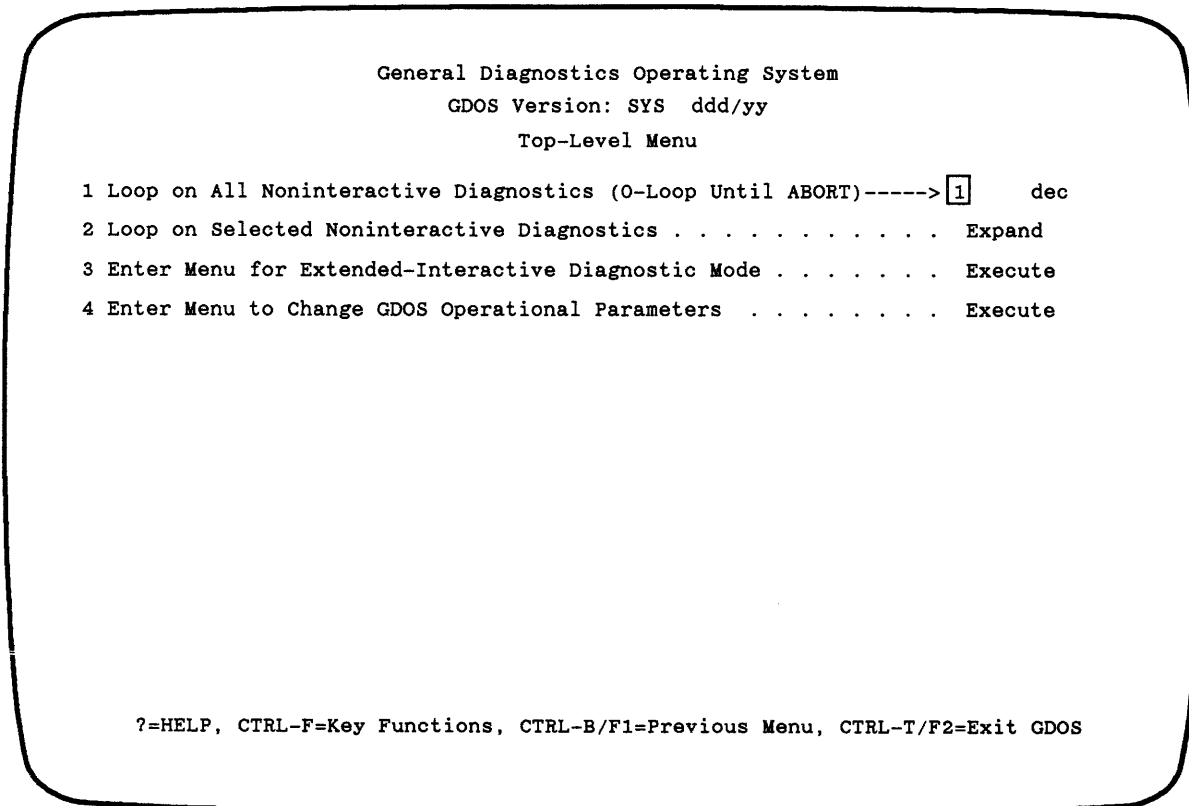 General Diagnostics Operating System
GDOS Version: SYS ddd/yy
Top-Level Menu
1 Loop on All Noninteractive Diagnostics (0-Loop Until ABORT)-----> 1 dec
2 Loop on Selected Noninteractive Diagnostics . . . . . . . . . . . Expand
3 Enter Menu for Extended-Interactive Diagnostic Mode . . . . . . . Execute
4 Enter Menu to Change GDOS Operational Parameters . . . . . . . . Execute
?=HELP, CTRL-F=Key Functions, CTRL-B/F1=Previous Menu, CTRL-T/F2=Exit GDOS